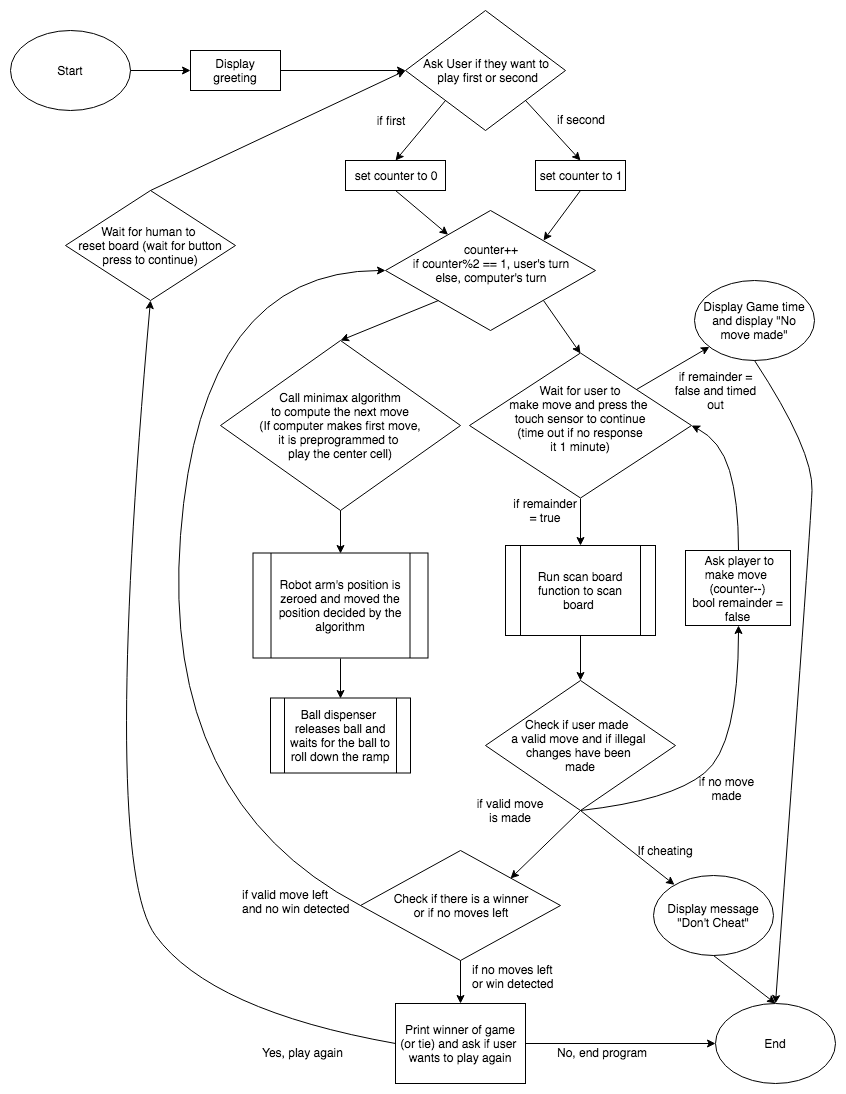 Start
Display
greeting
Ask User if they want to
play first or second
if first
if second
set counter to 0
set counter to 1
Wait for human to
reset board (wait for button
press to continue)
counter++
if counter%2 == 1, user's turn
else, computer's turn
Display Game time
and display "No
move made"
if remainder =
false and timed
out
Call minimax algorithm
to compute the next move
(If computer makes first move,
it is preprogrammed to
play the center cell)
Wait for user to
make move and press the
touch sensor to continue
(time out if no response
it 1 minute)
if remainder
= true
Robot arm's position is
zeroed and moved the
position decided by the
algorithm
Run scan board
function to scan
board
Ask player to
make move
(counter--)
bool remainder =
false
Ball dispenser
releases ball and
waits for the ball to
roll down the ramp
Check if user made
a valid move and if illegal
changes have been
made
if no move
made
if valid move
is made
If cheating
if valid move left
and no win detected
Check if there is a winner
or if no moves left
Display message
"Don't Cheat"
if no moves left
or win detected
Print winner of game
(or tie) and ask if user
wants to play again
Yes, play again
No, end program
End